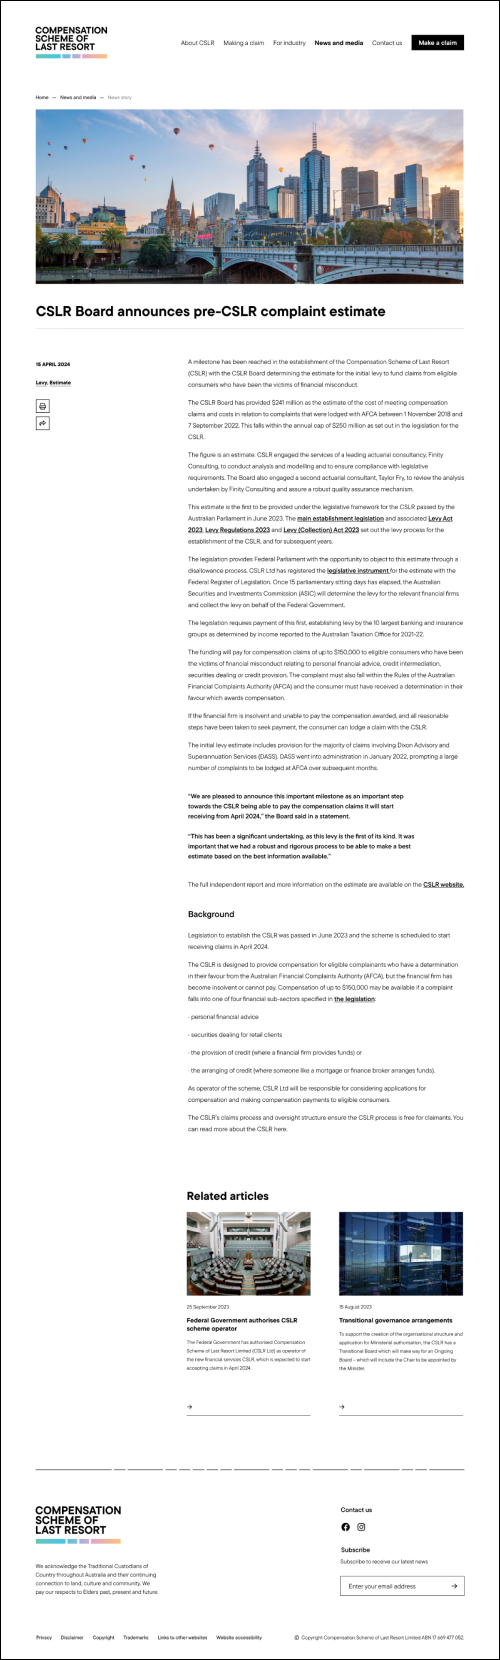 COMPENSATION
SCHEME OF
LAST RESORT
About CSLR Making a claim For industry News and media Contact us Make a claim
Home — News and media — News story
CSLR Board announces pre-CSLR complaint estimate
15 APRIL 2024
Levy, Estimate
A milestone has been reached in the establishment of the Compensation Scheme of Last Resort
(CSLR) with the CSLR Board determining the estimate for the initial levy to fund claims from eligible
consumers who have been the victims of financial misconduct.
The CSLR Board has provided $241 million as the estimate of the cost of meeting compensation
claims and costs in relation to complaints that were lodged with AFCA between 1 November 2018 and
7 September 2022. This falls within the annual cap of $250 million as set out in the legislation for the
CSLR.
The figure is an estimate. CSLR engaged the services of a leading actuarial consultancy, Finity
Consulting, to conduct analysis and modelling and to ensure compliance with legislative
requirements. The Board also engaged a second actuarial consultant, Taylor Fry, to review the analysis
undertaken by Finity Consulting and assure a robust quality assurance mechanism.
This estimate is the first to be provided under the legislative framework for the CSLR passed by the
Australian Parliament in June 2023. The main establishment legislation and associated Levy Act
2023, Levy Regulations 2023 and Levy (Collection) Act 2023 set out the levy process for the
establishment of the CSLR, and for subsequent years.
The legislation provides Federal Parliament with the opportunity to object to this estimate through a
disallowance process. CSLR Ltd has registered the legislative instrument for the estimate with the
Federal Register of Legislation. Once 15 parliamentary sitting days has elapsed, the Australian
Securities and Investments Commission (ASIC) will determine the levy for the relevant financial firms
and collect the levy on behalf of the Federal Government.
The legislation requires payment of this first, establishing levy by the 10 largest banking and insurance
groups as determined by income reported to the Australian Taxation Office for 2021-22.
The funding will pay for compensation claims of up to $150,000 to eligible consumers who have been
the victims of financial misconduct relating to personal financial advice, credit intermediation,
securities dealing or credit provision. The complaint must also fall within the Rules of the Australian
Financial Complaints Authority (AFCA) and the consumer must have received a determination in their
favour which awards compensation.
If the financial firm is insolvent and unable to pay the compensation awarded, and all reasonable
steps have been taken to seek payment, the consumer can lodge a claim with the CSLR.
The initial levy estimate includes provision for the majority of claims involving Dixon Advisory and
Superannuation Services (DASS). DASS went into administration in January 2022, prompting a large
number of complaints to be lodged at AFCA over subsequent months.
“We are pleased to announce this important milestone as an important step
towards the CSLR being able to pay the compensation claims it will start
receiving from April 2024,” the Board said in a statement.
“This has been a significant undertaking, as this levy is the first of its kind. It was
important that we had a robust and rigorous process to be able to make a best
estimate based on the best information available.”
The full independent report and more information on the estimate are available on the CSLR website.
Background
Legislation to establish the CSLR was passed in June 2023 and the scheme is scheduled to start
receiving claims in April 2024.
The CSLR is designed to provide compensation for eligible complainants who have a determination
in their favour from the Australian Financial Complaints Authority (AFCA), but the financial firm has
become insolvent or cannot pay. Compensation of up to $150,000 may be available if a complaint
falls into one of four financial sub-sectors specified in the legislation:
· personal financial advice
· securities dealing for retail clients
· the provision of credit (where a financial firm provides funds) or
· the arranging of credit (where someone like a mortgage or finance broker arranges funds).
As operator of the scheme, CSLR Ltd will be responsible for considering applications for
compensation and making compensation payments to eligible consumers.
The CSLR’s claims process and oversight structure ensure the CSLR process is free for claimants. You
can read more about the CSLR here.
Related articles
25 September 2023
Federal Government authorises CSLR
scheme operator
The Federal Government has authorised Compensation
Scheme of Last Resort Limited (CSLR Ltd) as operator of
the new financial services CSLR, which is expected to start
accepting claims in April 2024.
15 August 2023
Transitional governance arrangements
To support the creation of the organisational structure and
application for Ministerial authorisation, the CSLR has a
Transitional Board which will make way for an Ongoing
Board – which will include the Chair to be appointed by
the Minister.
COMPENSATION
SCHEME OF
LAST RESORT
We acknowledge the Traditional Custodians of
Country throughout Australia and their continuing
connection to land, culture and community. We
pay our respects to Elders past, present and future.
Contact us
Subscribe
Subscribe to receive our latest news
Enter your email address
Privacy Disclaimer Copyright Trademarks Links to other websites Website accessibility
© Copyright Compensation Scheme of Last Resort Limited ABN 17 669 477 052.